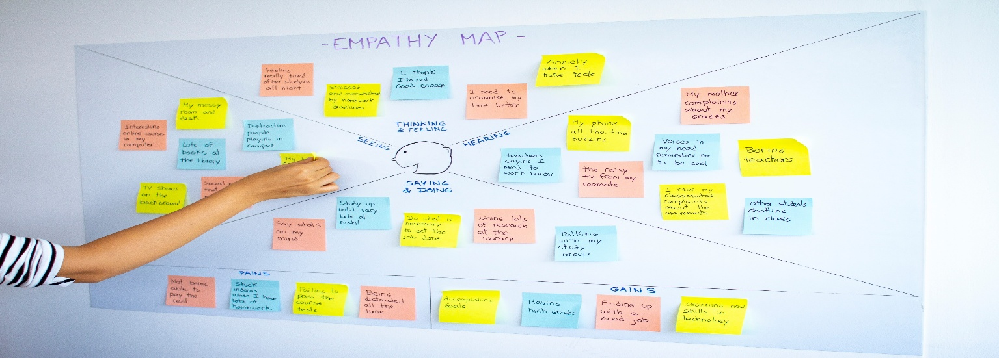 -EMPATHY MAP-
Feeling
really tired
after studying
all night
Stressed
and overwhelmed
by homework
deadlines
I think
I'm not
Good enough
I need to
organise my
time better
Anxiety
when I
take tests
THINKING
& FEELING
SEEING
My messy
room and
desk
Interesting
online courses
in my
computer
Lots of
books at
the library
Distracting
people
playing in
campus
My
TV shows
on the
background
Social
that
HEARING
My mother
complaining
about my
grades
My phone
all the time
buzzing
teachers
saying I
need to
work harder
the noisy
tv from my
roomate
Voices in
my head
reminding me
to be cool
Boring
teachers
I hear my
classmates
complaints
about the
assignments
other students
chatting
in class
SAYING
& DOING
Say what's
on my
mind
Study up
until very
late at
night
Do what is
necessary
to get the
job done
Doing lots
of research
at the
library
talking
with my
study
group
PAINS
Not being
able to
pay the
rent
Stuck
indoors
when I have
lots of
homework
Failing to
pass the
course
tests
Being
distracted
all the
time
GAINS
Accomplishing
Goals
Having
high Grades
Ending up
with a
good job
Learning new
skills in
technology